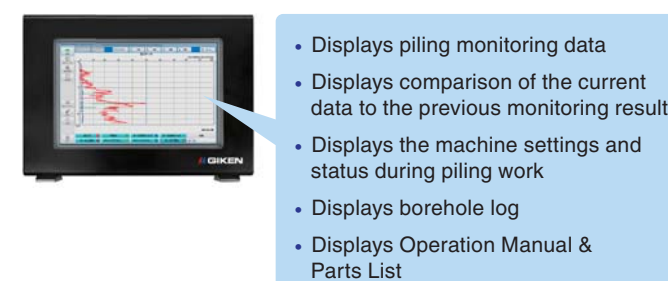 GIKEN
• Displays piling monitoring data
• Displays comparison of the current
data to the previous monitoring result
• Displays the machine settings and
status during piling work
• Displays borehole log
• Displays Operation Manual &
Parts List